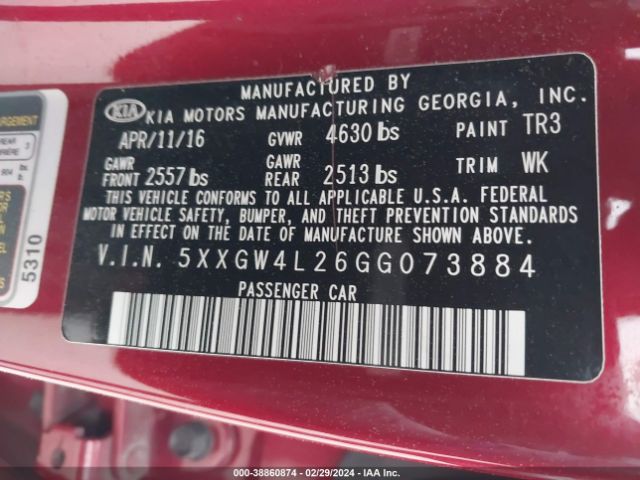 MANUFACTURED BY
KIA KIA MOTORS MANUFACTURING GEORGIA, INC.
APR/11/16 GVWR 4630 lbs PAINT TR3
GAWR FRONT 2557 lbs GAWR REAR 2513 lbs TRIM WK
THIS VEHICLE CONFORMS TO ALL APPLICABLE U.S.A. FEDERAL
MOTOR VEHICLE SAFETY, BUMPER, AND THEFT PREVENTION STANDARDS
IN EFFECT ON THE DATE OF MANUFACTURE SHOWN ABOVE.
V.I.N. 5XXGW4L26GG073884
PASSENGER CAR
5310
000-38860874 - 02/29/2024 - IAA Inc.